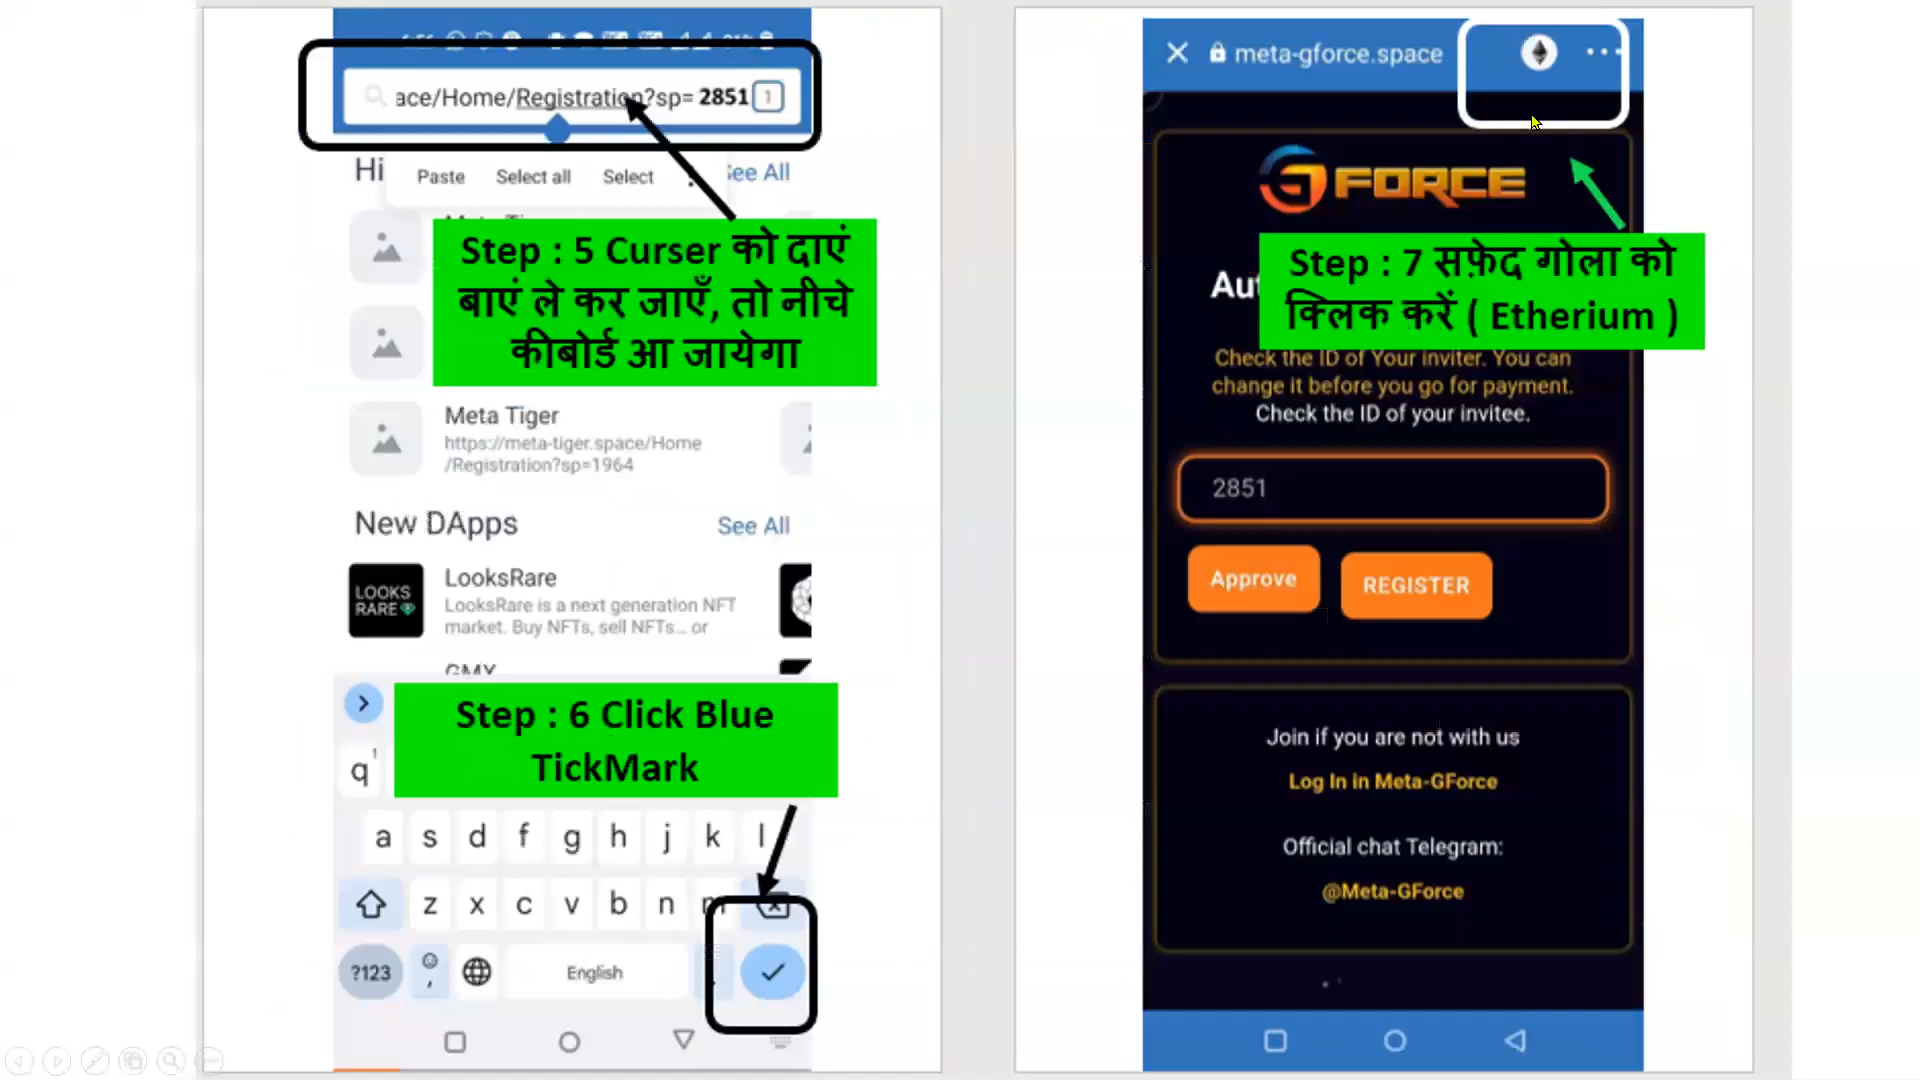 ace/Home/Registration?sp= 2851 1
Hi
See All
Paste Select all Select
Step : 5 Curser को दाएं
बाएं ले कर जाएँ, तो नीचे
कीबोर्ड आ जायेगा
Meta Tiger
https://meta-tiger.space/Home
/Registration?sp=1964
New DApps See All
LOOKS
RARE
LooksRare
LooksRare is a next generation NFT
market. Buy NFTs, sell NFTs... or
GMX
Step : 6 Click Blue
TickMark
q 1
a s d f g h j k l
z x c v b n m
?123 , English
meta-gforce.space
G FORCE
Step : 7 सफ़ेद गोला को
क्लिक करें ( Etherium )
Check the ID of Your inviter. You can
change it before you go for payment.
Check the ID of your invitee.
2851
Approve REGISTER
Join if you are not with us
Log In in Meta-GForce
Official chat Telegram:
@Meta-GForce